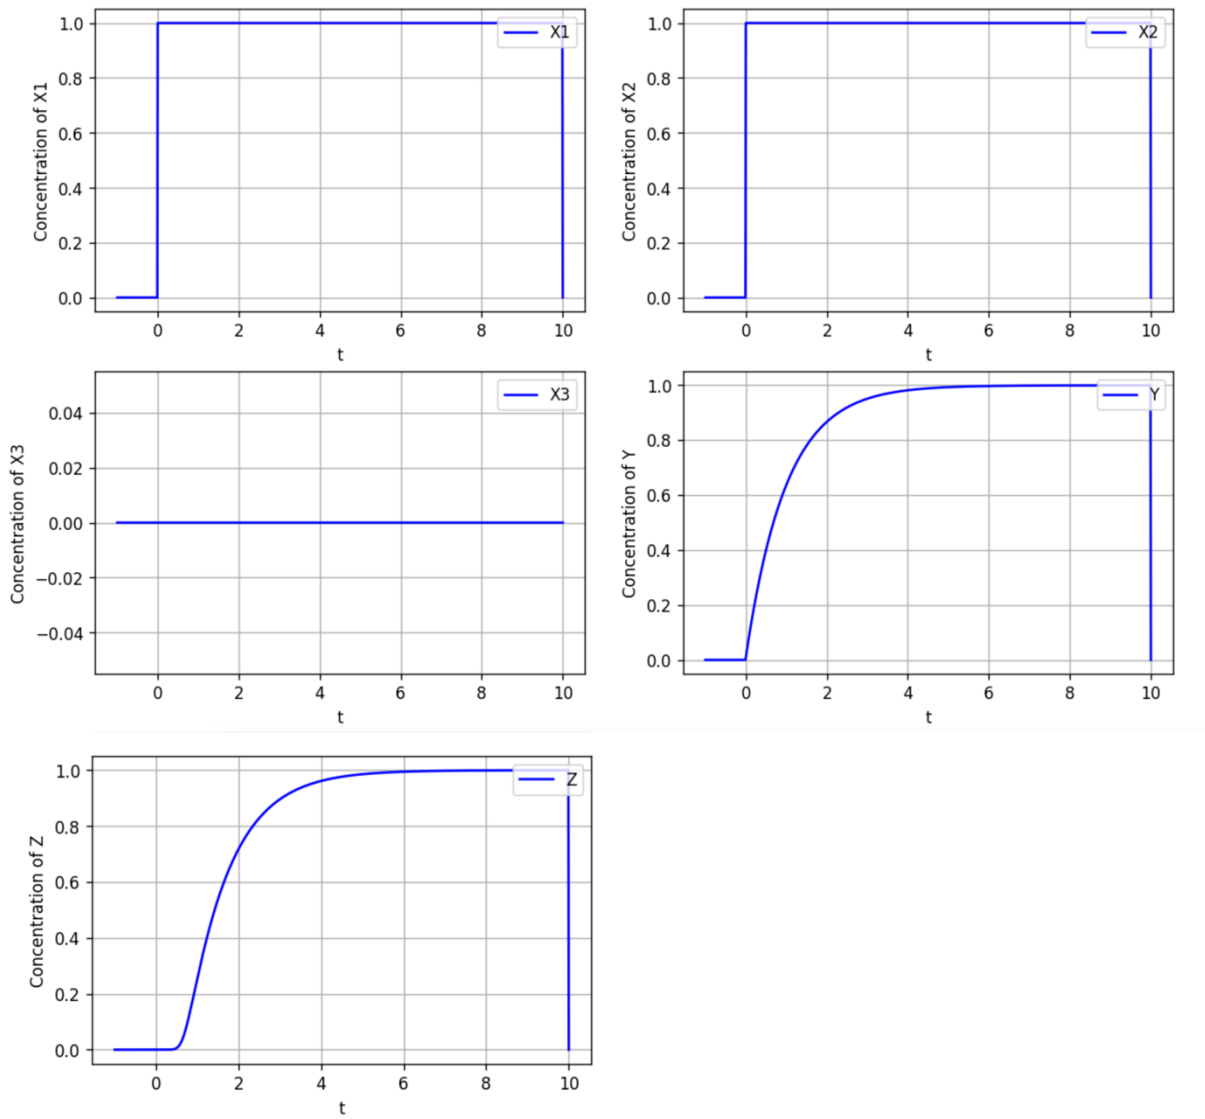 1.0
0.8
0.6
0.4
0.2
0.0
Concentration of X1
X1
0 2 4 6 8 10
t
1.0
0.8
0.6
0.4
0.2
0.0
Concentration of X2
X2
0 2 4 6 8 10
t
0.04
0.02
0.00
−0.02
−0.04
Concentration of X3
X3
0 2 4 6 8 10
t
1.0
0.8
0.6
0.4
0.2
0.0
Concentration of Y
Y
0 2 4 6 8 10
t
1.0
0.8
0.6
0.4
0.2
0.0
Concentration of Z
Z
0 2 4 6 8 10
t